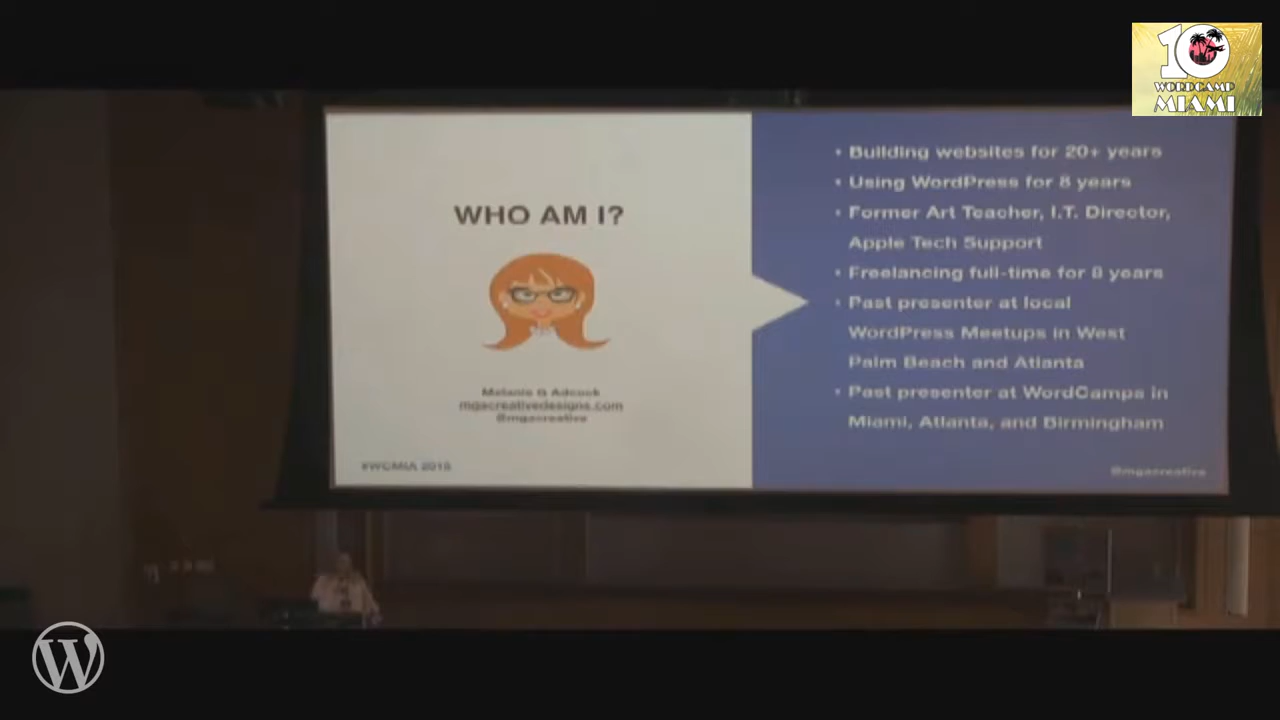 10
WORDCAMP
MIAMI
WHO AM I?
Melanie G Adcock
mgacreativedesigns.com
@mgacreative
#WCMIA 2018
• Building websites for 20+ years
• Using WordPress for 8 years
• Former Art Teacher, I.T. Director,
Apple Tech Support
• Freelancing full-time for 8 years
• Past presenter at local
WordPress Meetups in West
Palm Beach and Atlanta
• Past presenter at WordCamps in
Miami, Atlanta, and Birmingham
@mgacreative
W